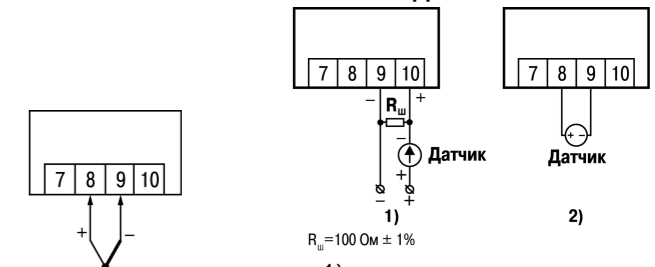 7 8 9 10
7 8 9 10
– Rш +
–
Датчик
+
– +
1)
Rш=100 Ом ± 1%
+ -
Датчик
2)
7 8 9 10
+ –